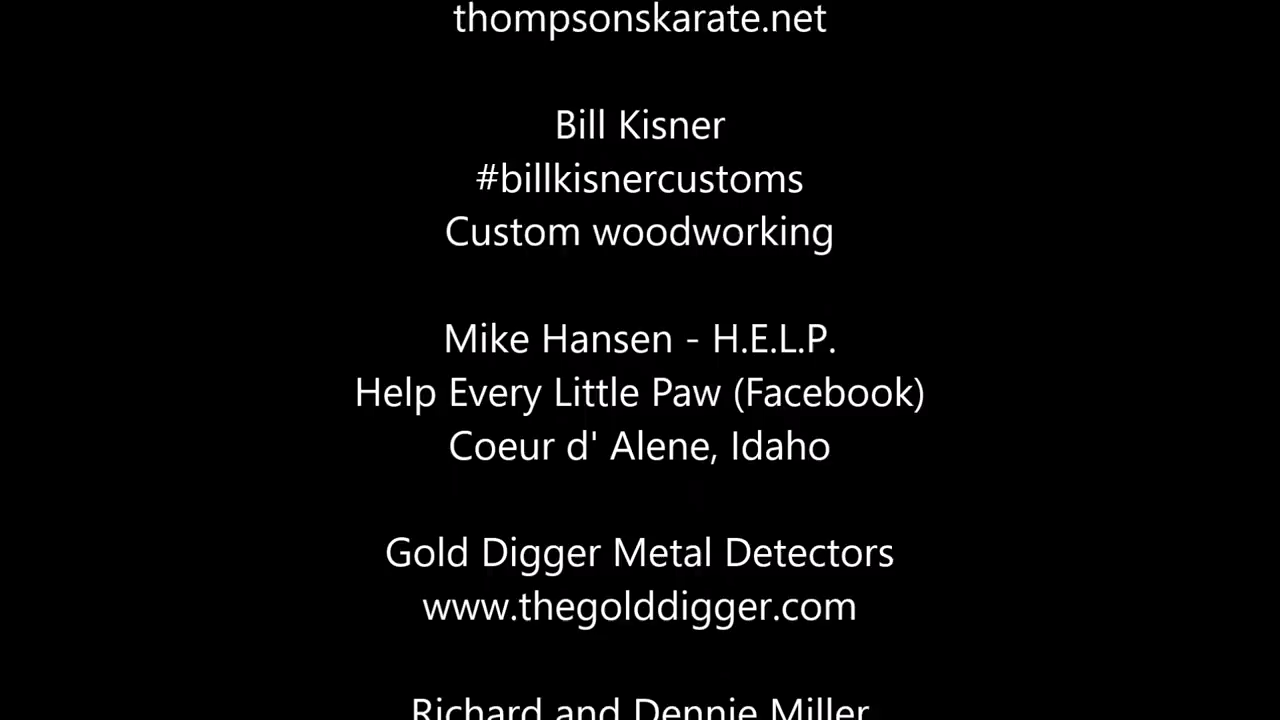 thompsonskarate.net
Bill Kisner
#billkisnercustoms
Custom woodworking
Mike Hansen - H.E.L.P.
Help Every Little Paw (Facebook)
Coeur d' Alene, Idaho
Gold Digger Metal Detectors
www.thegolddigger.com
Richard and Dennie Miller